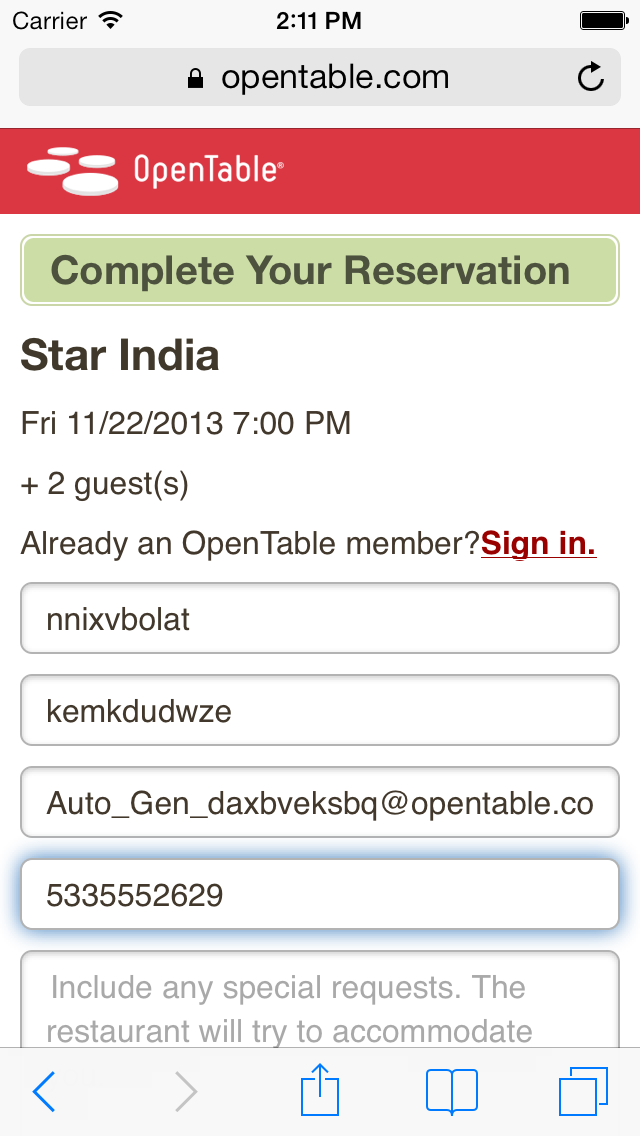 Carrier 2:11 PM
opentable.com
OpenTable®
Complete Your Reservation
Star India
Fri 11/22/2013 7:00 PM
+ 2 guest(s)
Already an OpenTable member?Sign in.
nnixvbolat
kemkdudwze
Auto_Gen_daxbveksbq@opentable.co
5335552629
Include any special requests. The
restaurant will try to accommodate